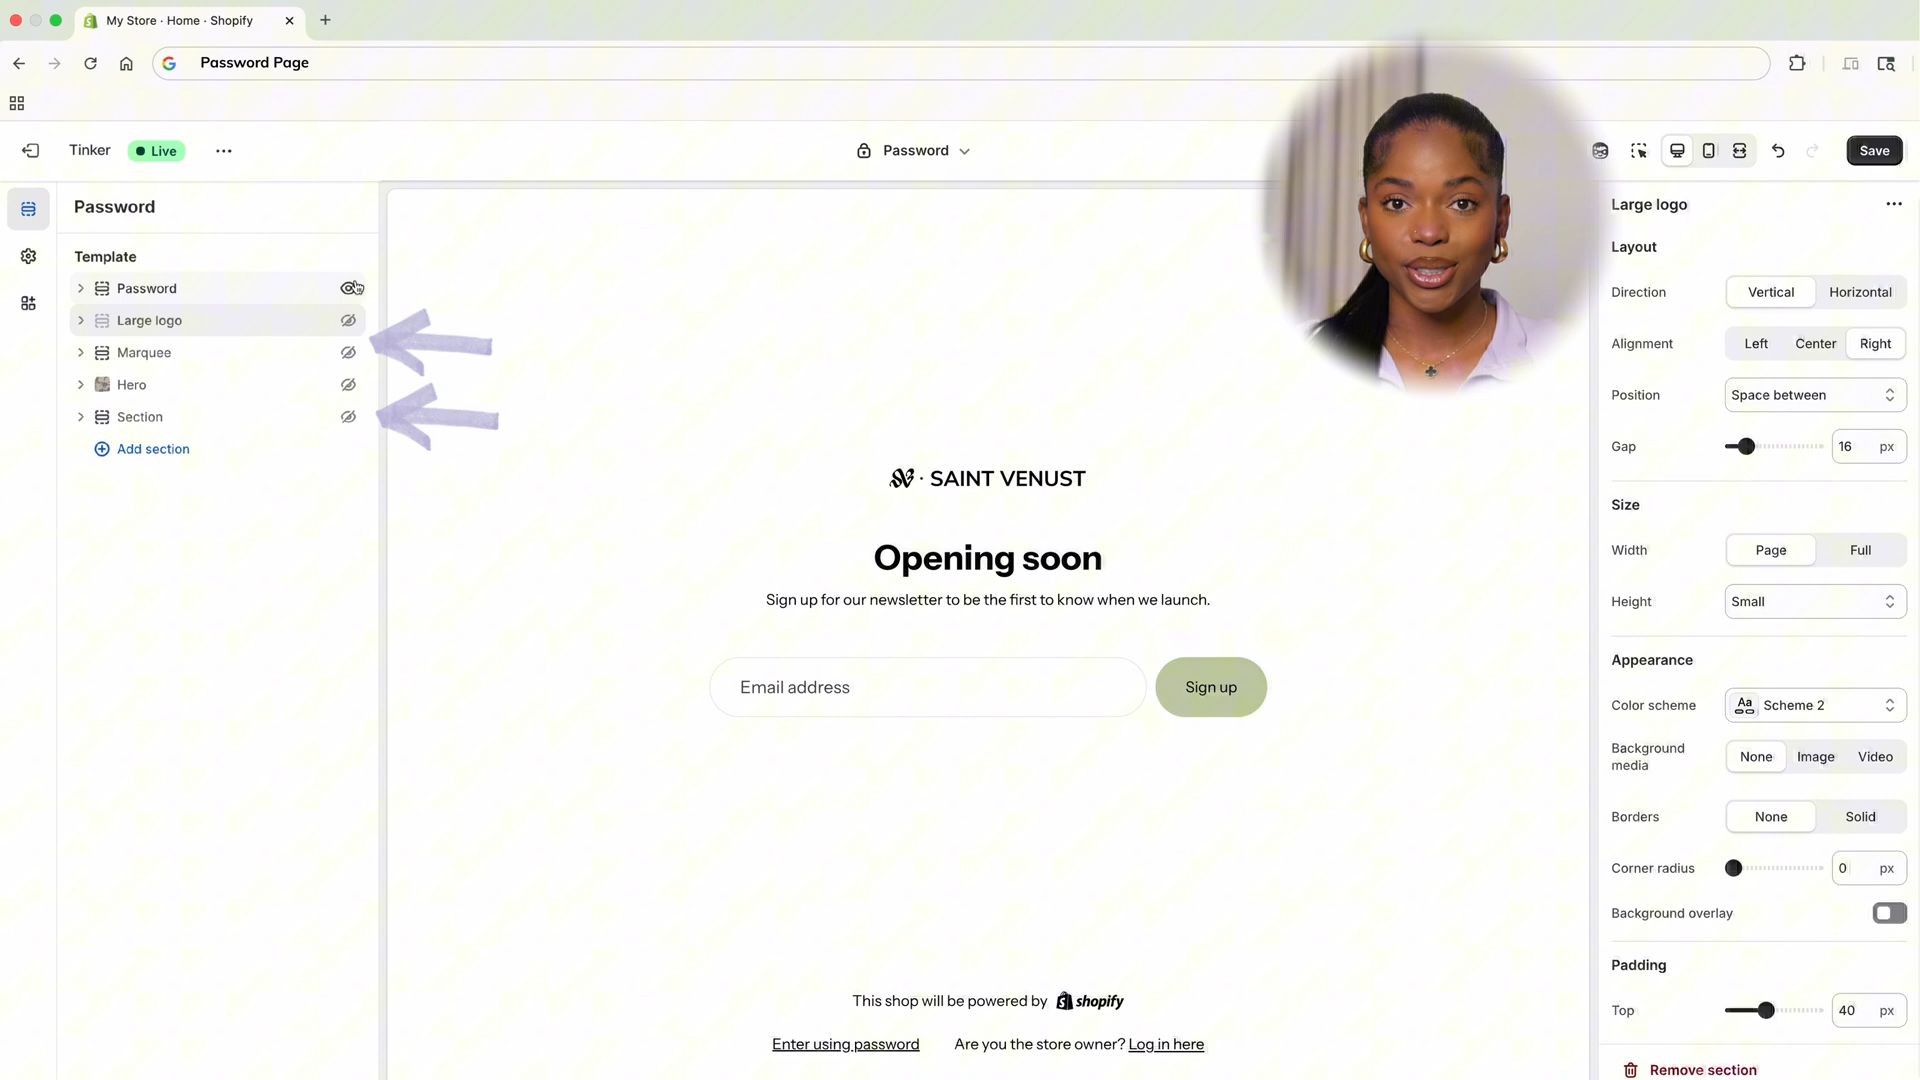 My Store · Home · Shopify
Password Page
Tinker
Live
Password
Save
Password
Template
Password
Large logo
Marquee
Hero
Section
Add section
SAINT VENUST
Opening soon
Sign up for our newsletter to be the first to know when we launch.
Email address
Sign up
This shop will be powered by shopify
Enter using password
Are you the store owner? Log in here
Large logo
Layout
Direction
Vertical
Horizontal
Alignment
Left
Center
Right
Position
Space between
Gap
16
px
Size
Width
Page
Full
Height
Small
Appearance
Color scheme
Aa
Scheme 2
Background
media
None
Image
Video
Borders
None
Solid
Corner radius
0
px
Background overlay
Padding
Top
40
px
Remove section